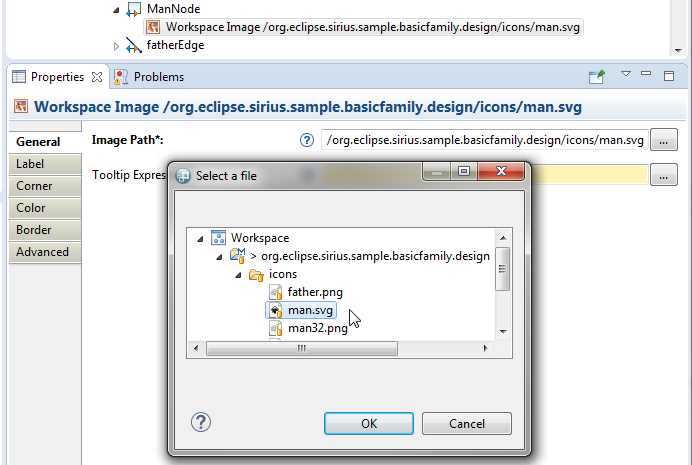 ManNode
Workspace Image /org.eclipse.sirius.sample.basicfamily.design/icons/man.svg
fatherEdge
Properties Problems
Workspace Image /org.eclipse.sirius.sample.basicfamily.design/icons/man.svg
General
Label
Corner
Color
Border
Advanced
Image Path*: ? /org.eclipse.sirius.sample.basicfamily.design/icons/man.svg ...
Tooltip Expres ...
Select a file
Workspace
> org.eclipse.sirius.sample.basicfamily.design
icons
father.png
man.svg
man32.png
? OK Cancel